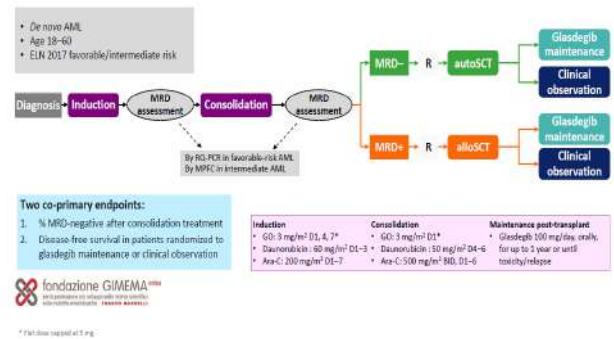 • De novo AML
• Age 18–60
• ELN 2017 favorable/intermediate risk
Diagnosis
Induction
MRD
assessment
Consolidation
MRD
assessment
MRD–
R
autoSCT
Glasdegib
maintenance
Clinical
observation
MRD+
R
alloSCT
Glasdegib
maintenance
Clinical
observation
By RQ-PCR in favorable-risk AML
By MPFC in intermediate AML
Two co-primary endpoints:
1. % MRD-negative after consolidation treatment
2. Disease-free survival in patients randomized to
glasdegib maintenance or clinical observation
Induction
• GO: 3 mg/m² D1, 4, 7*
• Daunorubicin: 60 mg/m² D1–3
• Ara-C: 200 mg/m² D1–7
Consolidation
• GO: 3 mg/m² D1*
• Daunorubicin: 50 mg/m² D4–6
• Ara-C: 500 mg/m² BID, D1–6
Maintenance post-transplant
• Glasdegib 100 mg/day, orally,
for up to 1 year or until
toxicity/relapse
fondazione GIMEMA
* Flat dose capped at 5 mg